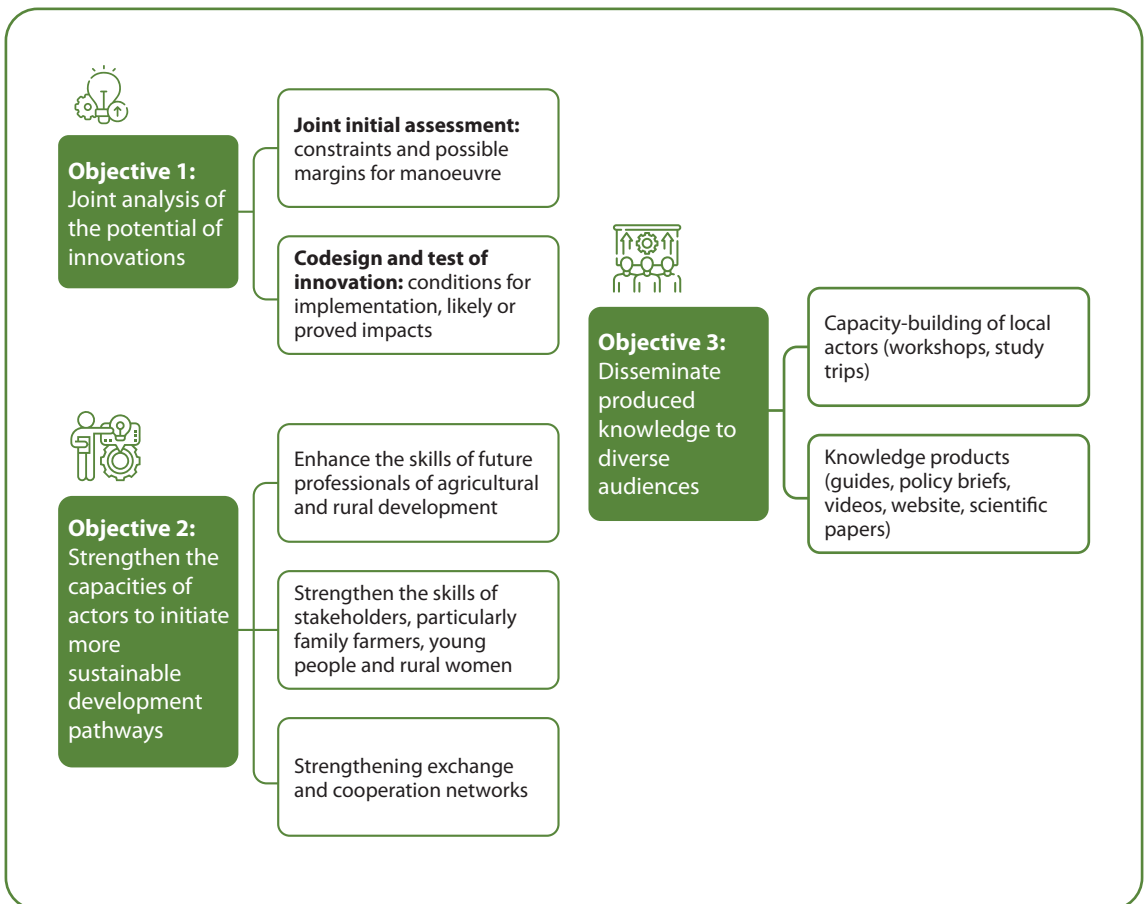 Objective 1:
Joint analysis of
the potential of
innovations
Joint initial assessment:
constraints and possible
margins for manoeuvre
Codesign and test of
innovation: conditions for
implementation, likely or
proved impacts
Objective 2:
Strengthen the
capacities of
actors to initiate
more
sustainable
development
pathways
Enhance the skills of future
professionals of agricultural
and rural development
Strengthen the skills of
stakeholders, particularly
family farmers, young
people and rural women
Strengthening exchange
and cooperation networks
Objective 3:
Disseminate
produced
knowledge to
diverse
audiences
Capacity-building of local
actors (workshops, study
trips)
Knowledge products
(guides, policy briefs,
videos, website, scientific
papers)